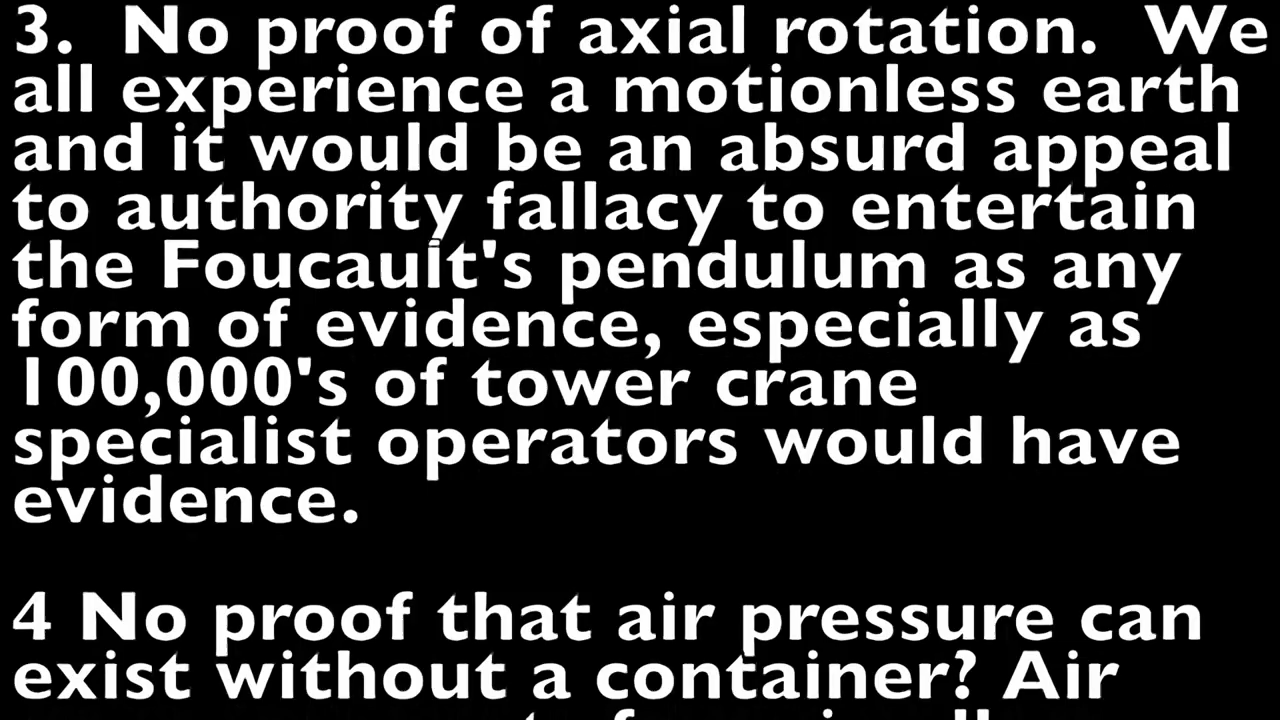 3.  No proof of axial rotation.  We
all experience a motionless earth
and it would be an absurd appeal
to authority fallacy to entertain
the Foucault's pendulum as any
form of evidence, especially as
100,000's of tower crane
specialist operators would have
evidence.
4 No proof that air pressure can
exist without a container? Air